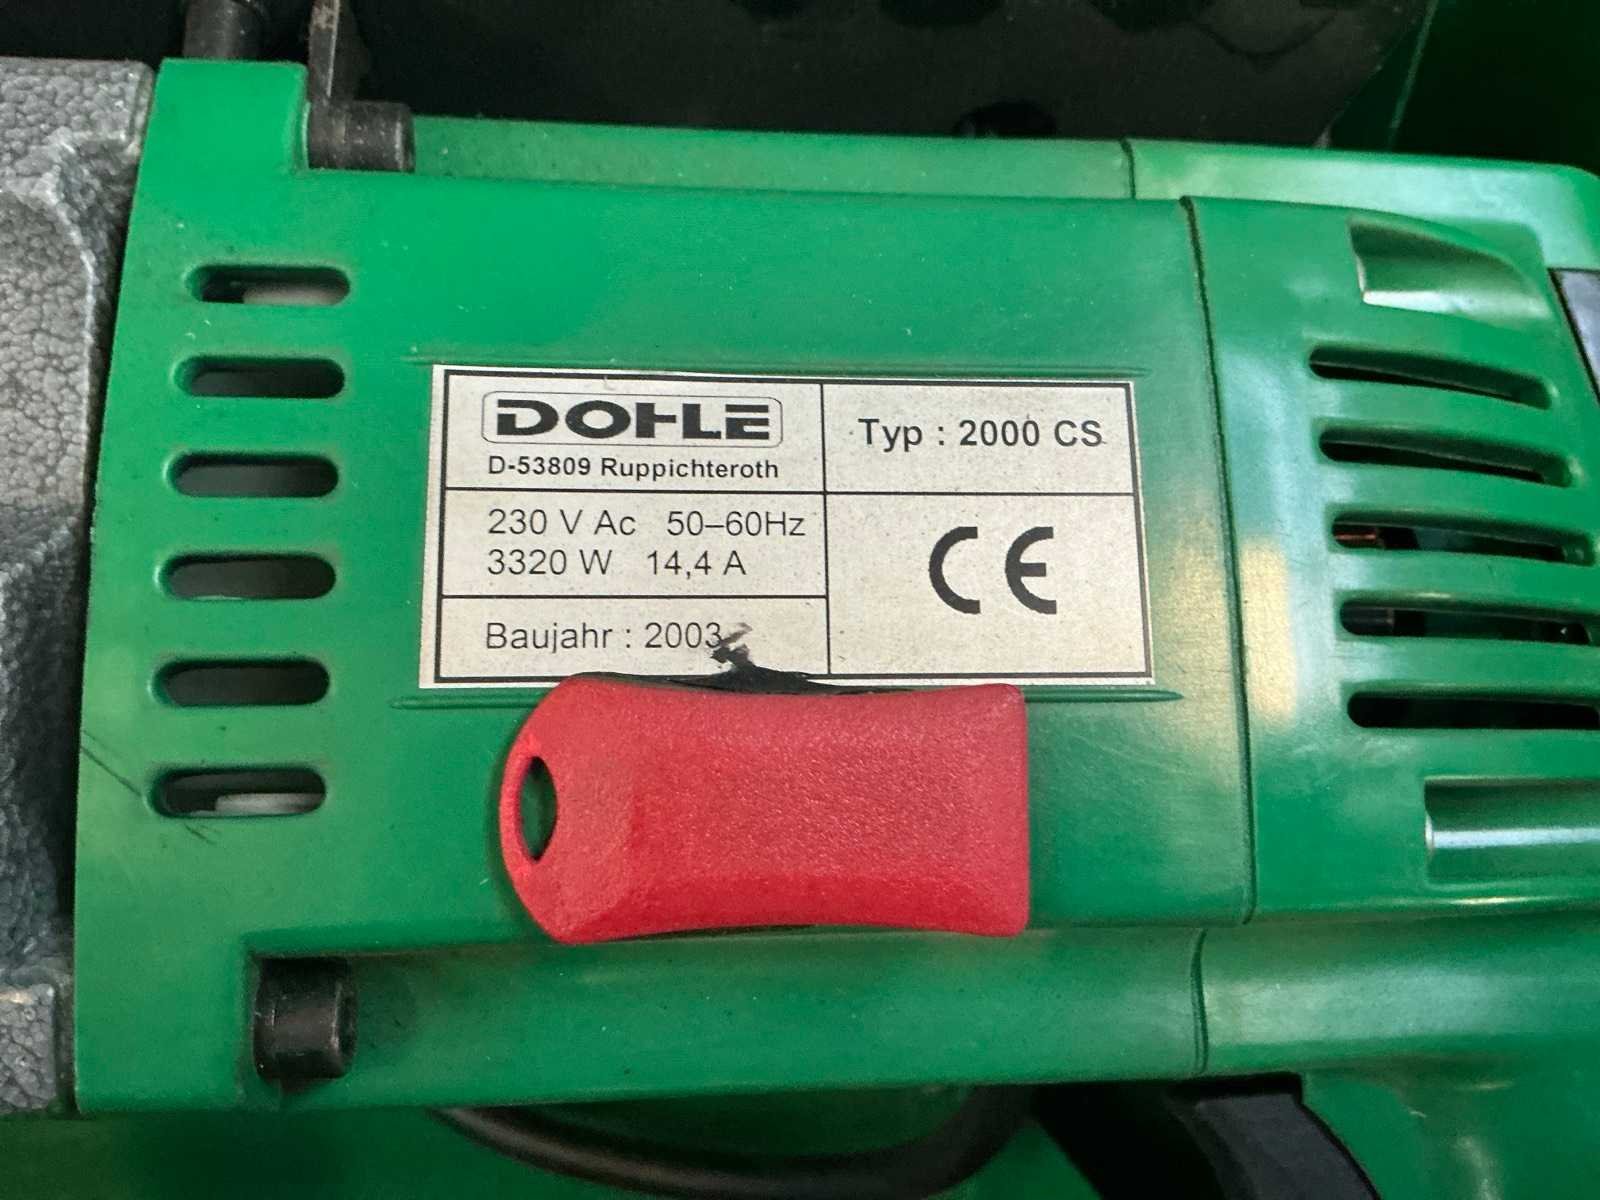 DOHLE
D-53809 Ruppichteroth
Typ : 2000 CS
230 V Ac 50–60Hz
3320 W 14,4 A
CE
Baujahr : 2003